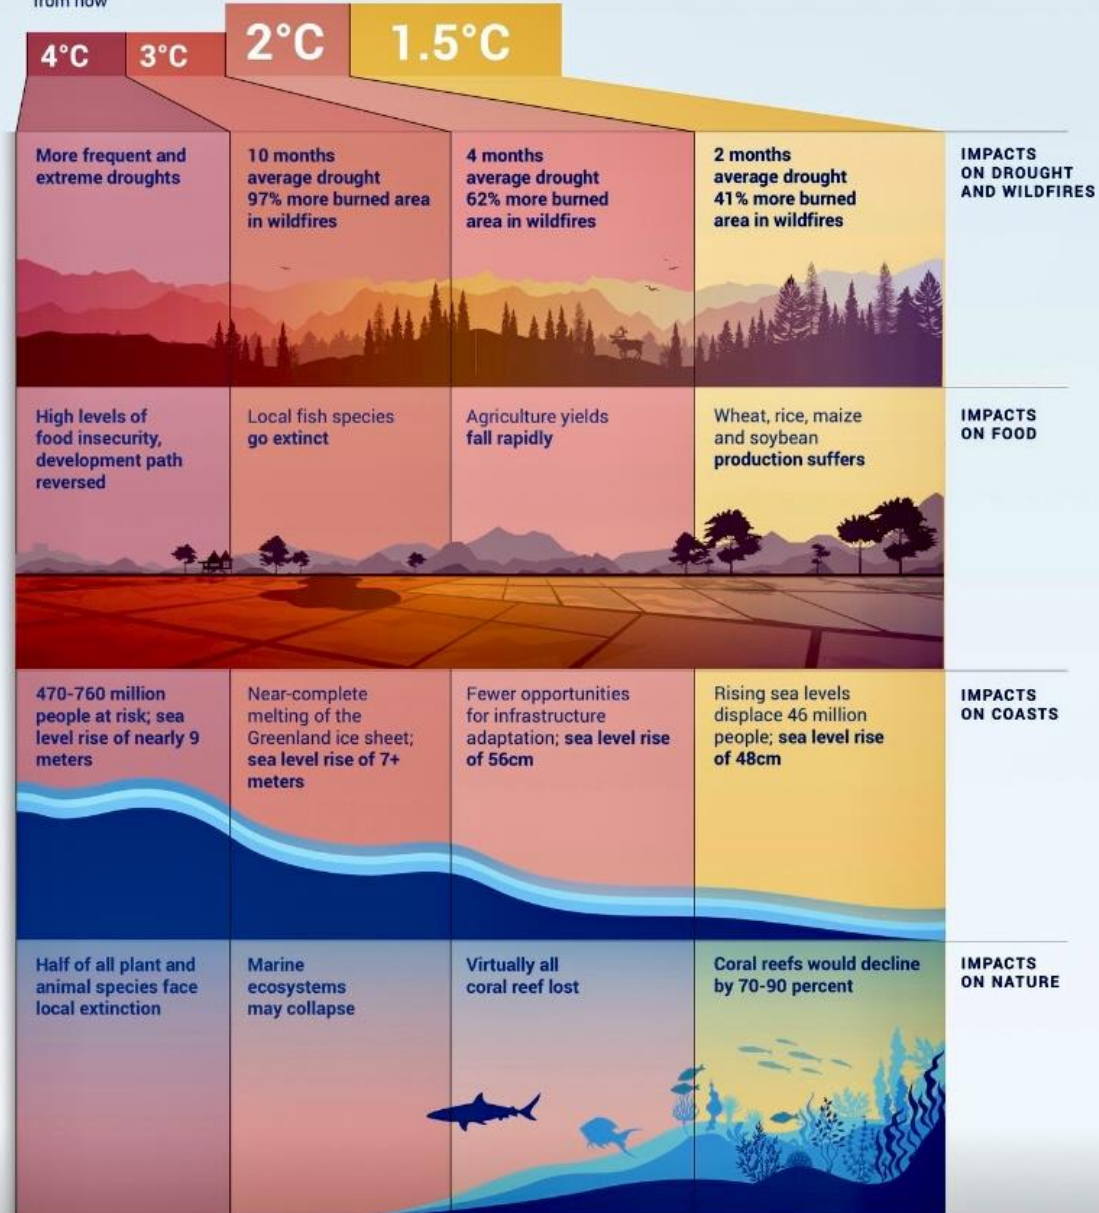 from now
4°C
3°C
2°C
1.5°C
More frequent and
extreme droughts
10 months
average drought
97% more burned area
in wildfires
4 months
average drought
62% more burned
area in wildfires
2 months
average drought
41% more burned
area in wildfires
IMPACTS
ON DROUGHT
AND WILDFIRES
High levels of
food insecurity,
development path
reversed
Local fish species
go extinct
Agriculture yields
fall rapidly
Wheat, rice, maize
and soybean
production suffers
IMPACTS
ON FOOD
470-760 million
people at risk; sea
level rise of nearly 9
meters
Near-complete
melting of the
Greenland ice sheet;
sea level rise of 7+
meters
Fewer opportunities
for infrastructure
adaptation; sea level rise
of 56cm
Rising sea levels
displace 46 million
people; sea level rise
of 48cm
IMPACTS
ON COASTS
Half of all plant and
animal species face
local extinction
Marine
ecosystems
may collapse
Virtually all
coral reef lost
Coral reefs would decline
by 70-90 percent
IMPACTS
ON NATURE